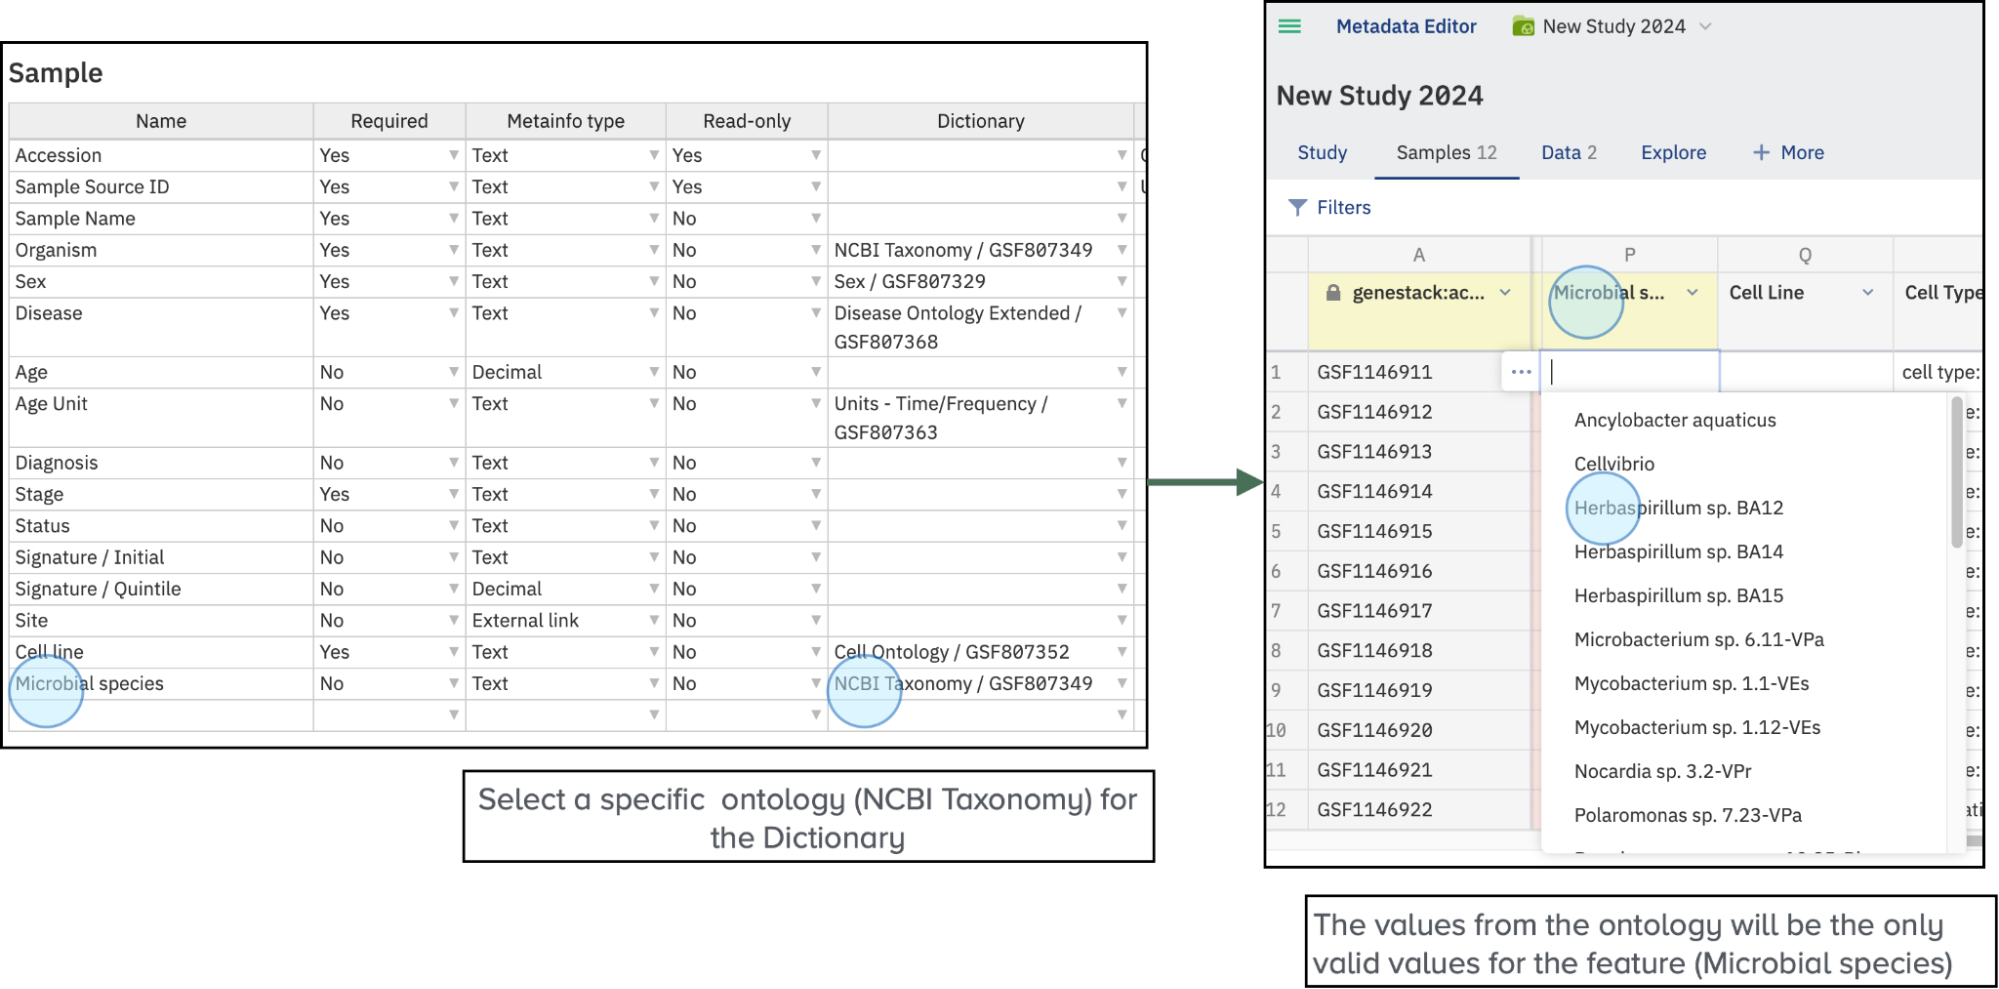 Sample
Name Required Metainfo type Read-only Dictionary
Accession Yes Text Yes
Sample Source ID Yes Text Yes
Sample Name Yes Text No
Organism Yes Text No NCBI Taxonomy / GSF807349
Sex Yes Text No Sex / GSF807329
Disease Yes Text No Disease Ontology Extended /
GSF807368
Age No Decimal No
Age Unit No Text No Units - Time/Frequency /
GSF807363
Diagnosis No Text No
Stage Yes Text No
Status No Text No
Signature / Initial No Text No
Signature / Quintile No Decimal No
Site No External link No
Cell line Yes Text No Cell Ontology / GSF807352
Microbial species No Text No NCBI Taxonomy / GSF807349
Select a specific ontology (NCBI Taxonomy) for
the Dictionary
Metadata Editor New Study 2024
New Study 2024
Study Samples 12 Data 2 Explore + More
Filters
A P Q
genestack:ac... Microbial s... Cell Line Cell Type
1 GSF1146911 ... cell type:
2 GSF1146912 e:
3 GSF1146913 e:
4 GSF1146914 e:
5 GSF1146915 e:
6 GSF1146916 e:
7 GSF1146917 e:
8 GSF1146918 e:
9 GSF1146919 e:
10 GSF1146920 e:
11 GSF1146921 e:
12 GSF1146922
Ancylobacter aquaticus
Cellvibrio
Herbaspirillum sp. BA12
Herbaspirillum sp. BA14
Herbaspirillum sp. BA15
Microbacterium sp. 6.11-VPa
Mycobacterium sp. 1.1-VEs
Mycobacterium sp. 1.12-VEs
Nocardia sp. 3.2-VPr
Polaromonas sp. 7.23-VPa
The values from the ontology will be the only
valid values for the feature (Microbial species)